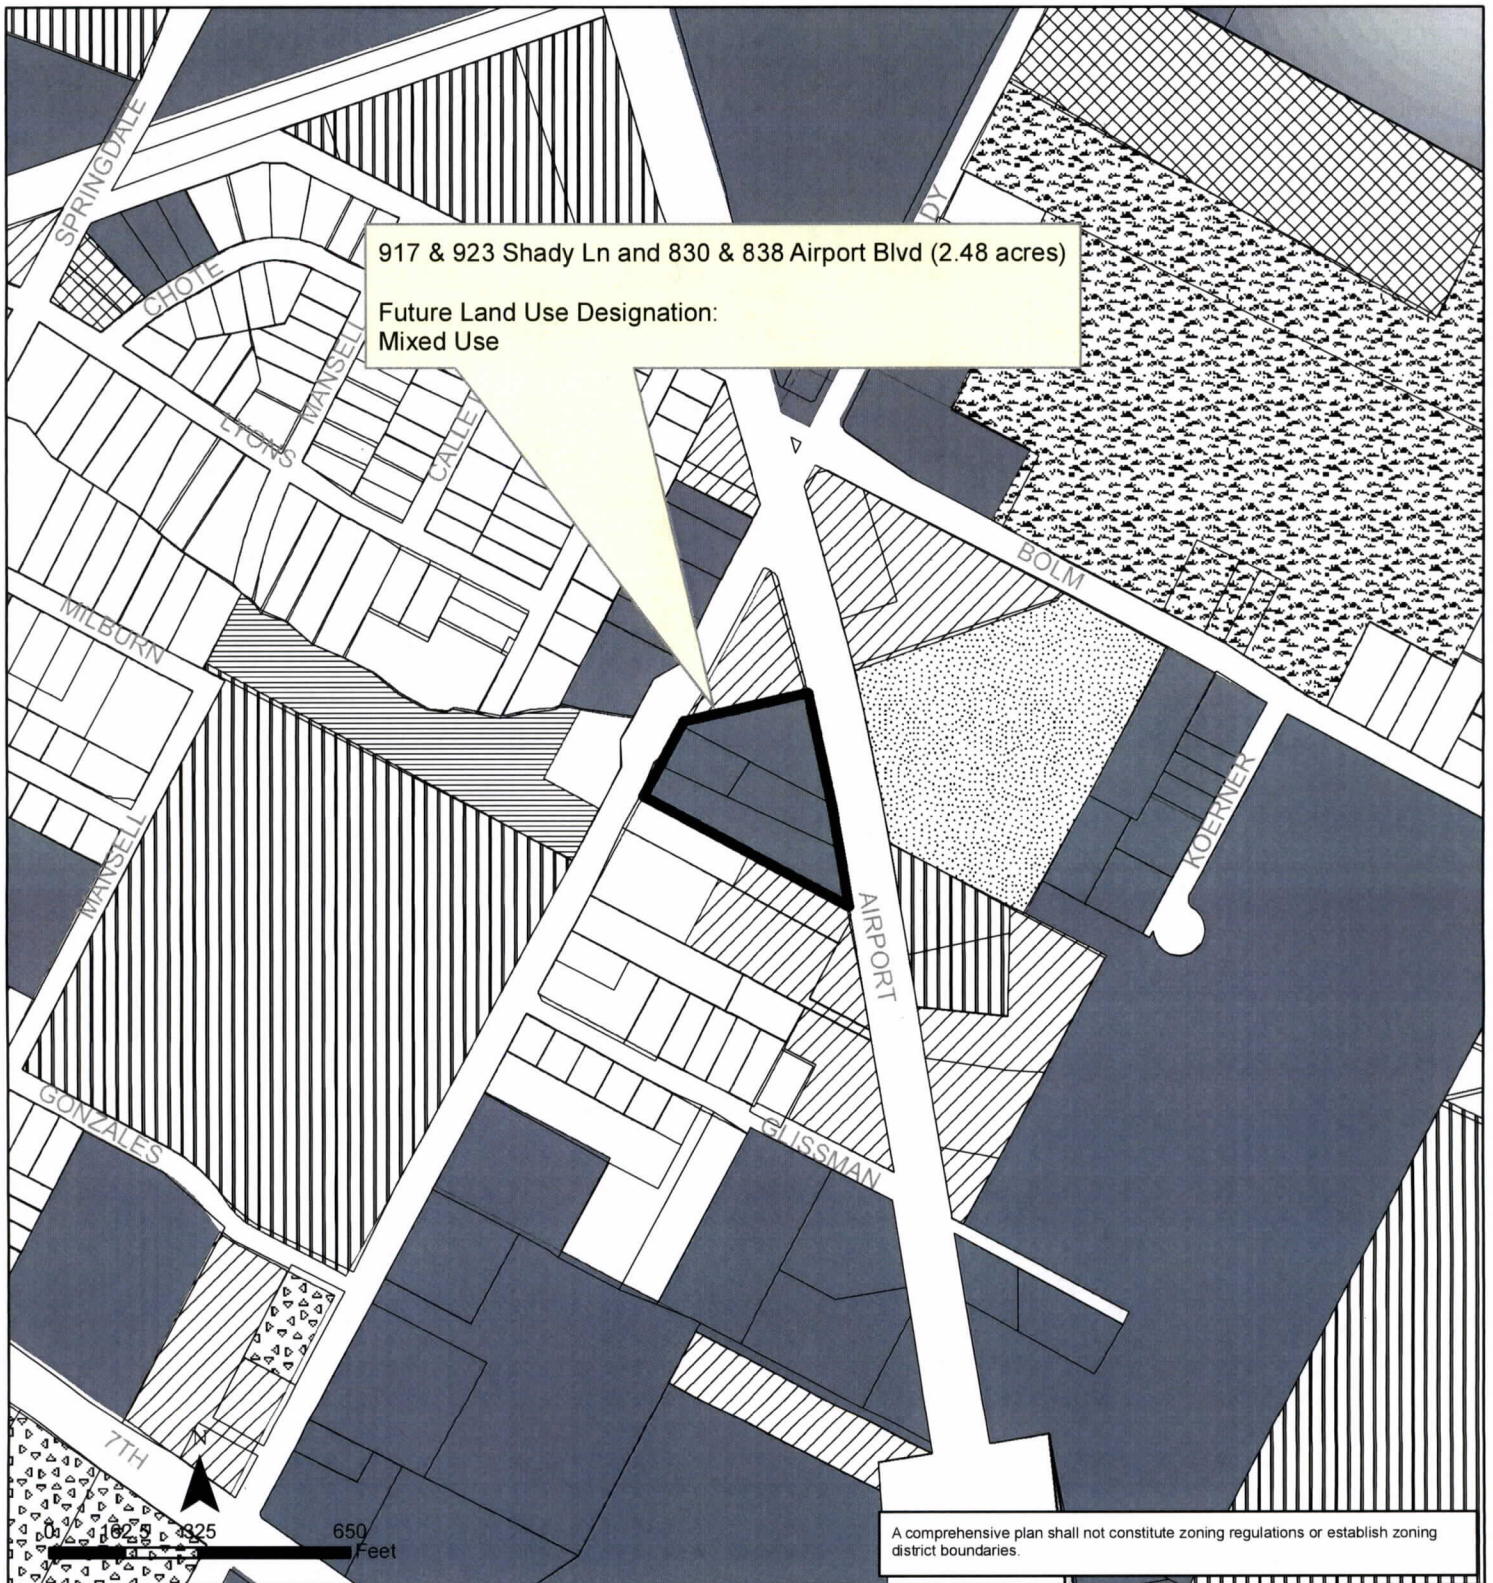 SPRINGDALE
DY
917 & 923 Shady Ln and 830 & 838 Airport Blvd (2.48 acres)
Future Land Use Designation:
Mixed Use
CHOTE
MANSELL
LYONS
CALLE
BOLM
MILBURN
KOERNER
MANSELL
AIRPORT
GONZALES
GLISSMAN
7TH
N
0 162.5 325 650
Feet
A comprehensive plan shall not constitute zoning regulations or establish zoning
district boundaries.